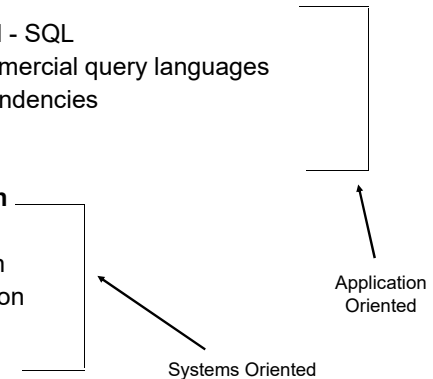 - SQL
mercial query languages
ndencies
n
n
on
Application
Oriented
Systems Oriented